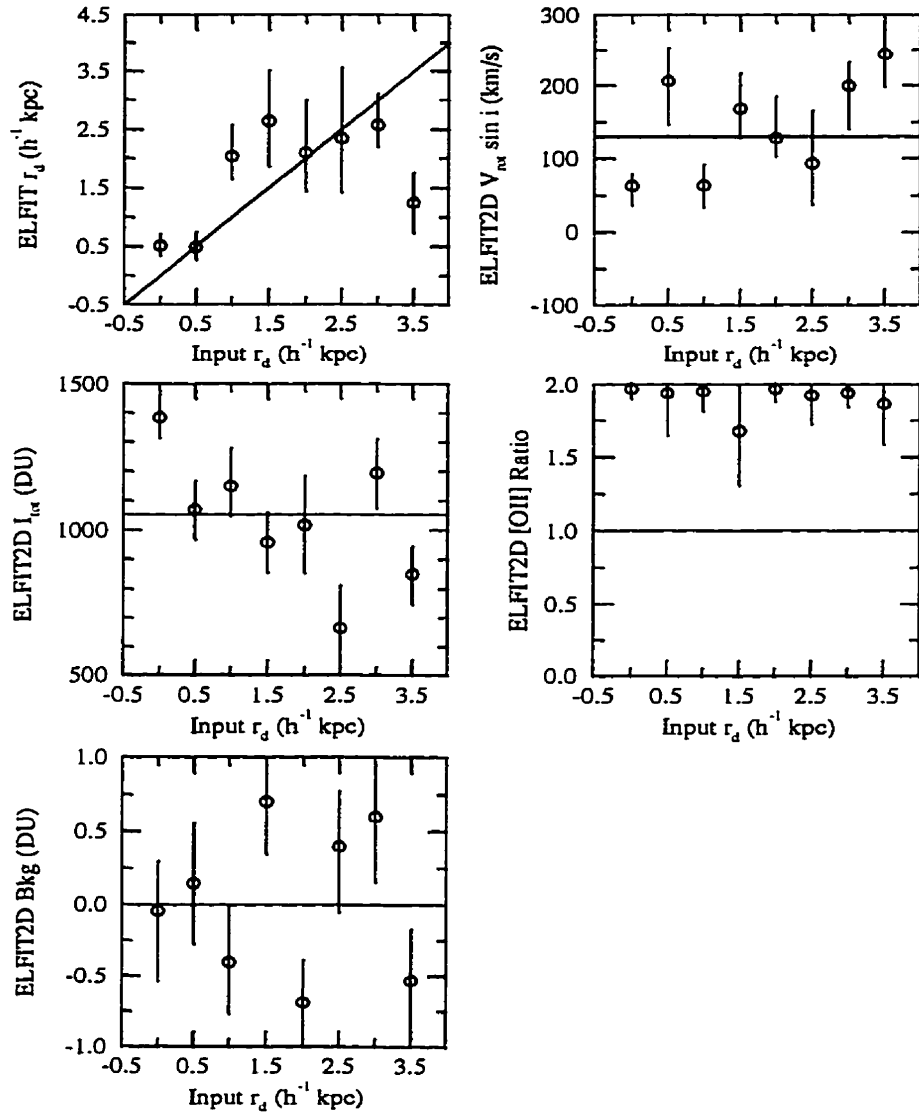 4.5
3.5
2.5
1.5
0.5
-0.5
ELFIT r_d (h^-1 kpc)
-0.5 0.5 1.5 2.5 3.5
Input r_d (h^-1 kpc)
300
200
100
0
-100
ELFIT2D V_rot sin i (km/s)
-0.5 0.5 1.5 2.5 3.5
Input r_d (h^-1 kpc)
1500
1000
500
ELFIT2D I_tot (DU)
-0.5 0.5 1.5 2.5 3.5
Input r_d (h^-1 kpc)
2.0
1.5
1.0
0.5
0.0
ELFIT2D [OII] Ratio
-0.5 0.5 1.5 2.5 3.5
Input r_d (h^-1 kpc)
1.0
0.5
0.0
-0.5
-1.0
ELFIT2D Bkg (DU)
-0.5 0.5 1.5 2.5 3.5
Input r_d (h^-1 kpc)